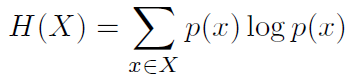 H(X) = ∑_{x∈X} p(x) log p(x)